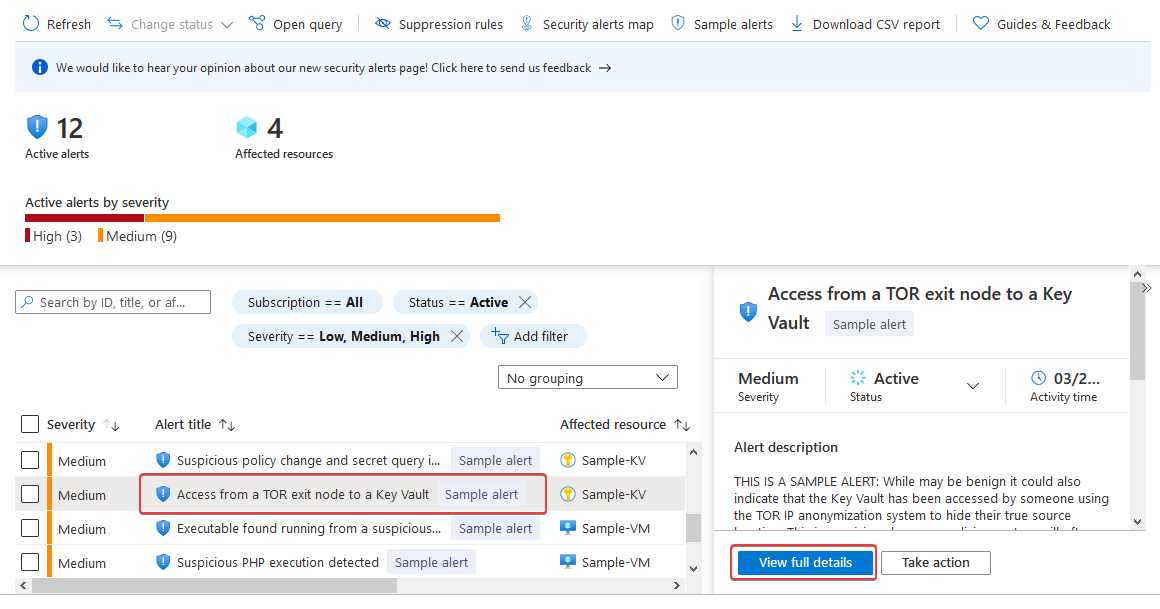 Refresh Change status Open query Suppression rules Security alerts map Sample alerts Download CSV report Guides & Feedback
We would like to hear your opinion about our new security alerts page! Click here to send us feedback →
12
Active alerts
4
Affected resources
Active alerts by severity
High (3) Medium (9)
Search by ID, title, or af...
Subscription == All
Status == Active
Severity == Low, Medium, High
Add filter
No grouping
Severity Alert title Affected resource
Medium Suspicious policy change and secret query i... Sample alert Sample-KV
Medium Access from a TOR exit node to a Key Vault Sample alert Sample-KV
Medium Executable found running from a suspicious... Sample alert Sample-VM
Medium Suspicious PHP execution detected Sample alert Sample-VM
Access from a TOR exit node to a Key
Vault Sample alert
Medium Active 03/2...
Severity Status Activity time
Alert description
THIS IS A SAMPLE ALERT: While may be benign it could also
indicate that the Key Vault has been accessed by someone using
the TOR IP anonymization system to hide their true source
View full details Take action